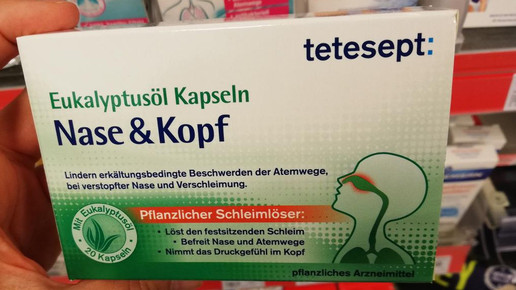 tetesept:
Eukalyptusöl Kapseln
Nase & Kopf
Lindern erkältungsbedingte Beschwerden der Atemwege,
bei verstopfter Nase und Verschleimung.
Mit Eukalyptusöl
20 Kapseln
Pflanzlicher Schleimlöser:
• Löst den festsitzenden Schleim
• Befreit Nase und Atemwege
• Nimmt das Druckgefühl im Kopf
pflanzliches Arzneimittel